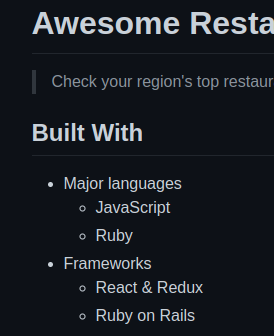 Awesome Resta
Check your region's top restaur
Built With
Major languages
JavaScript
Ruby
Frameworks
React & Redux
Ruby on Rails